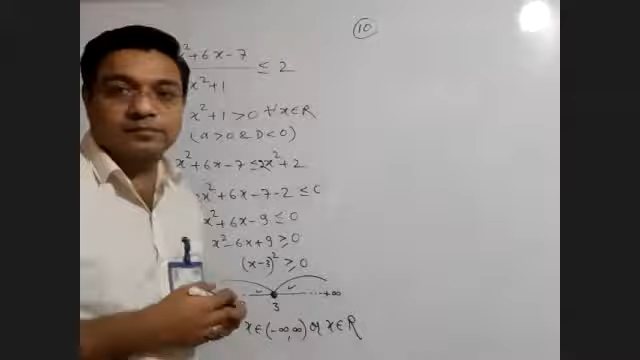 10
x²+6x-7
≤ 2
x²+1
x²+1>0 ∀x∈R
(a>0 & D<0)
x²+6x-7 ≤2x²+2
x²+6x-7-2 ≤0
x²+6x-9 ≤0
x²-6x+9 ≥0
(x-3)² ≥0
3 +∞
x∈(-∞,∞) or x∈R